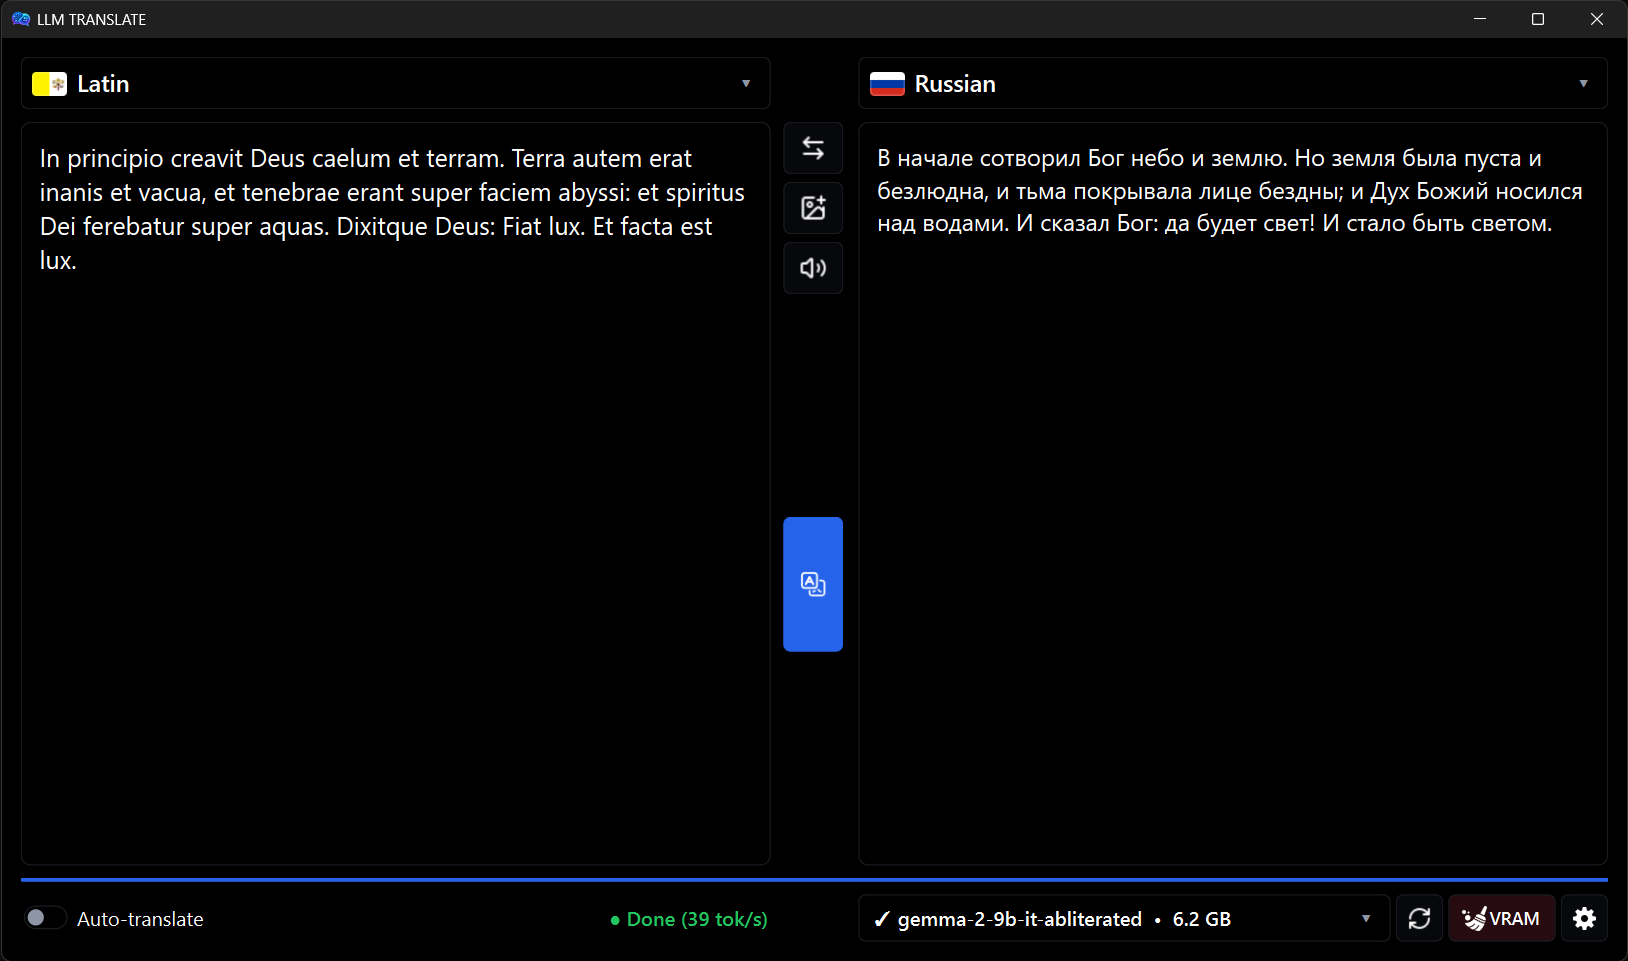 LLM TRANSLATE
Latin
Russian
In principio creavit Deus caelum et terram. Terra autem erat
inanis et vacua, et tenebrae erant super faciem abyssi: et spiritus
Dei ferebatur super aquas. Dixitque Deus: Fiat lux. Et facta est
lux.
В начале сотворил Бог небо и землю. Но земля была пуста и
безлюдна, и тьма покрывала лице бездны; и Дух Божий носился
над водами. И сказал Бог: да будет свет! И стало быть светом.
Auto-translate
Done (39 tok/s)
✓ gemma-2-9b-it-abliterated • 6.2 GB
VRAM